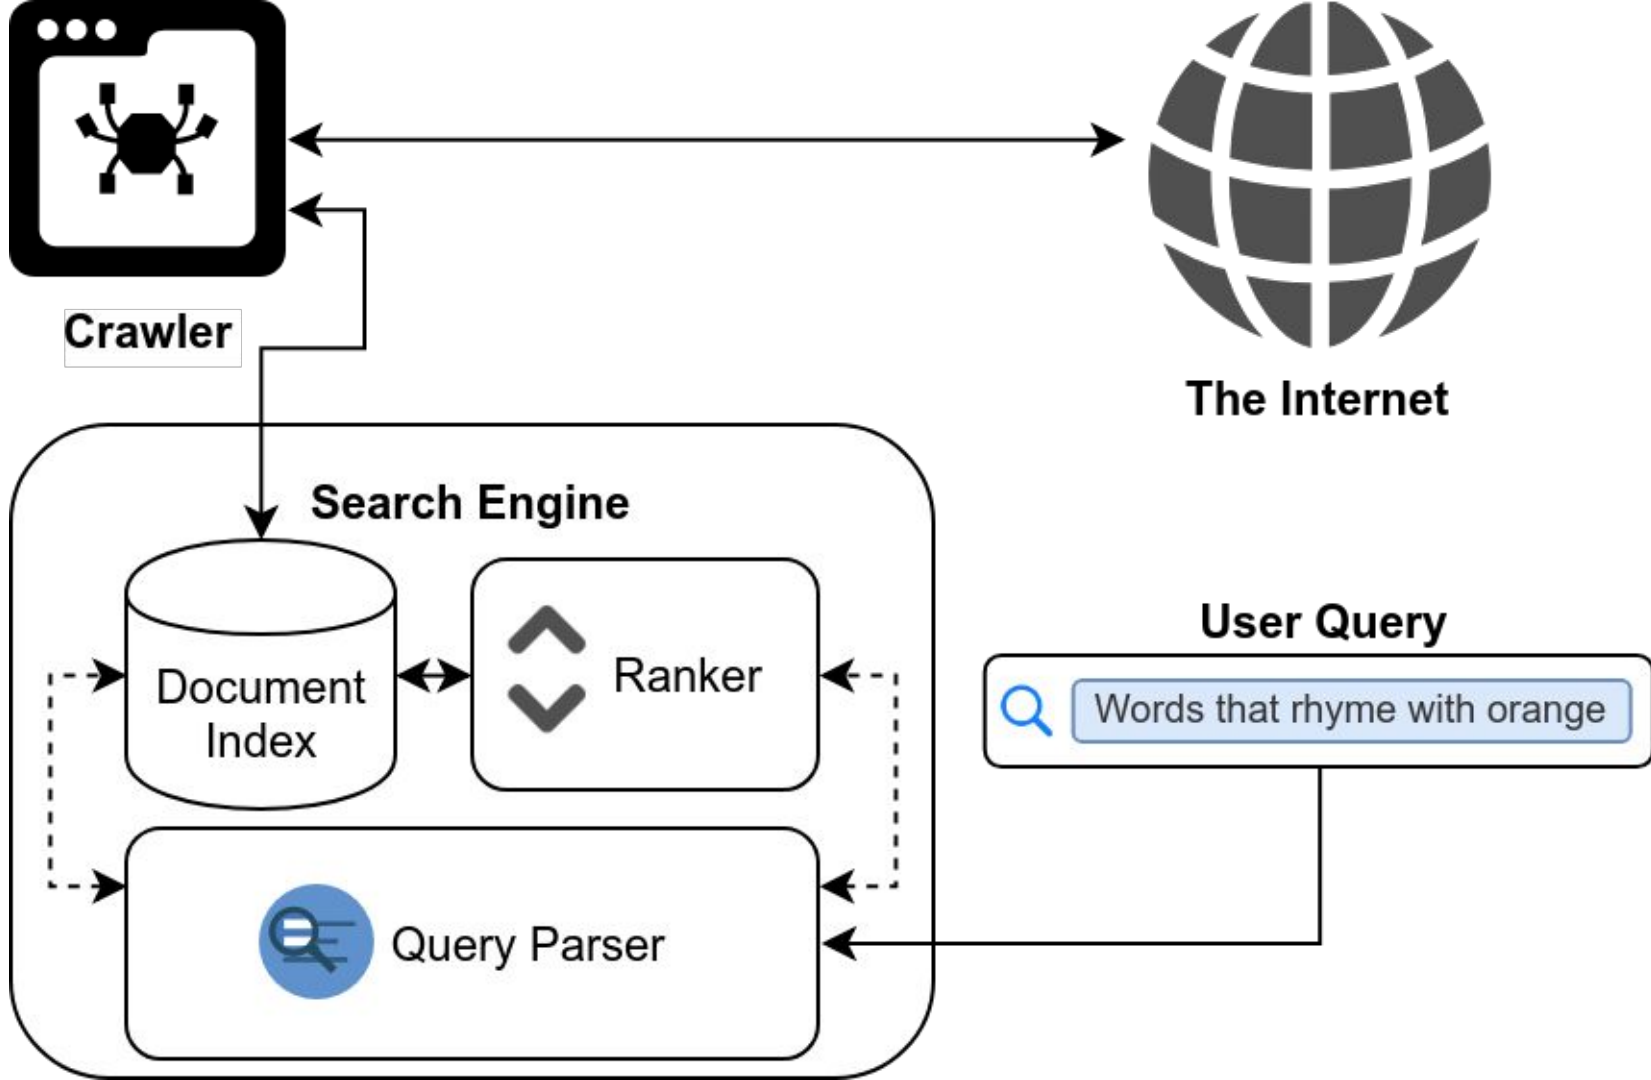 Crawler
The Internet
Search Engine
Document
Index
Ranker
User Query
Words that rhyme with orange
Query Parser